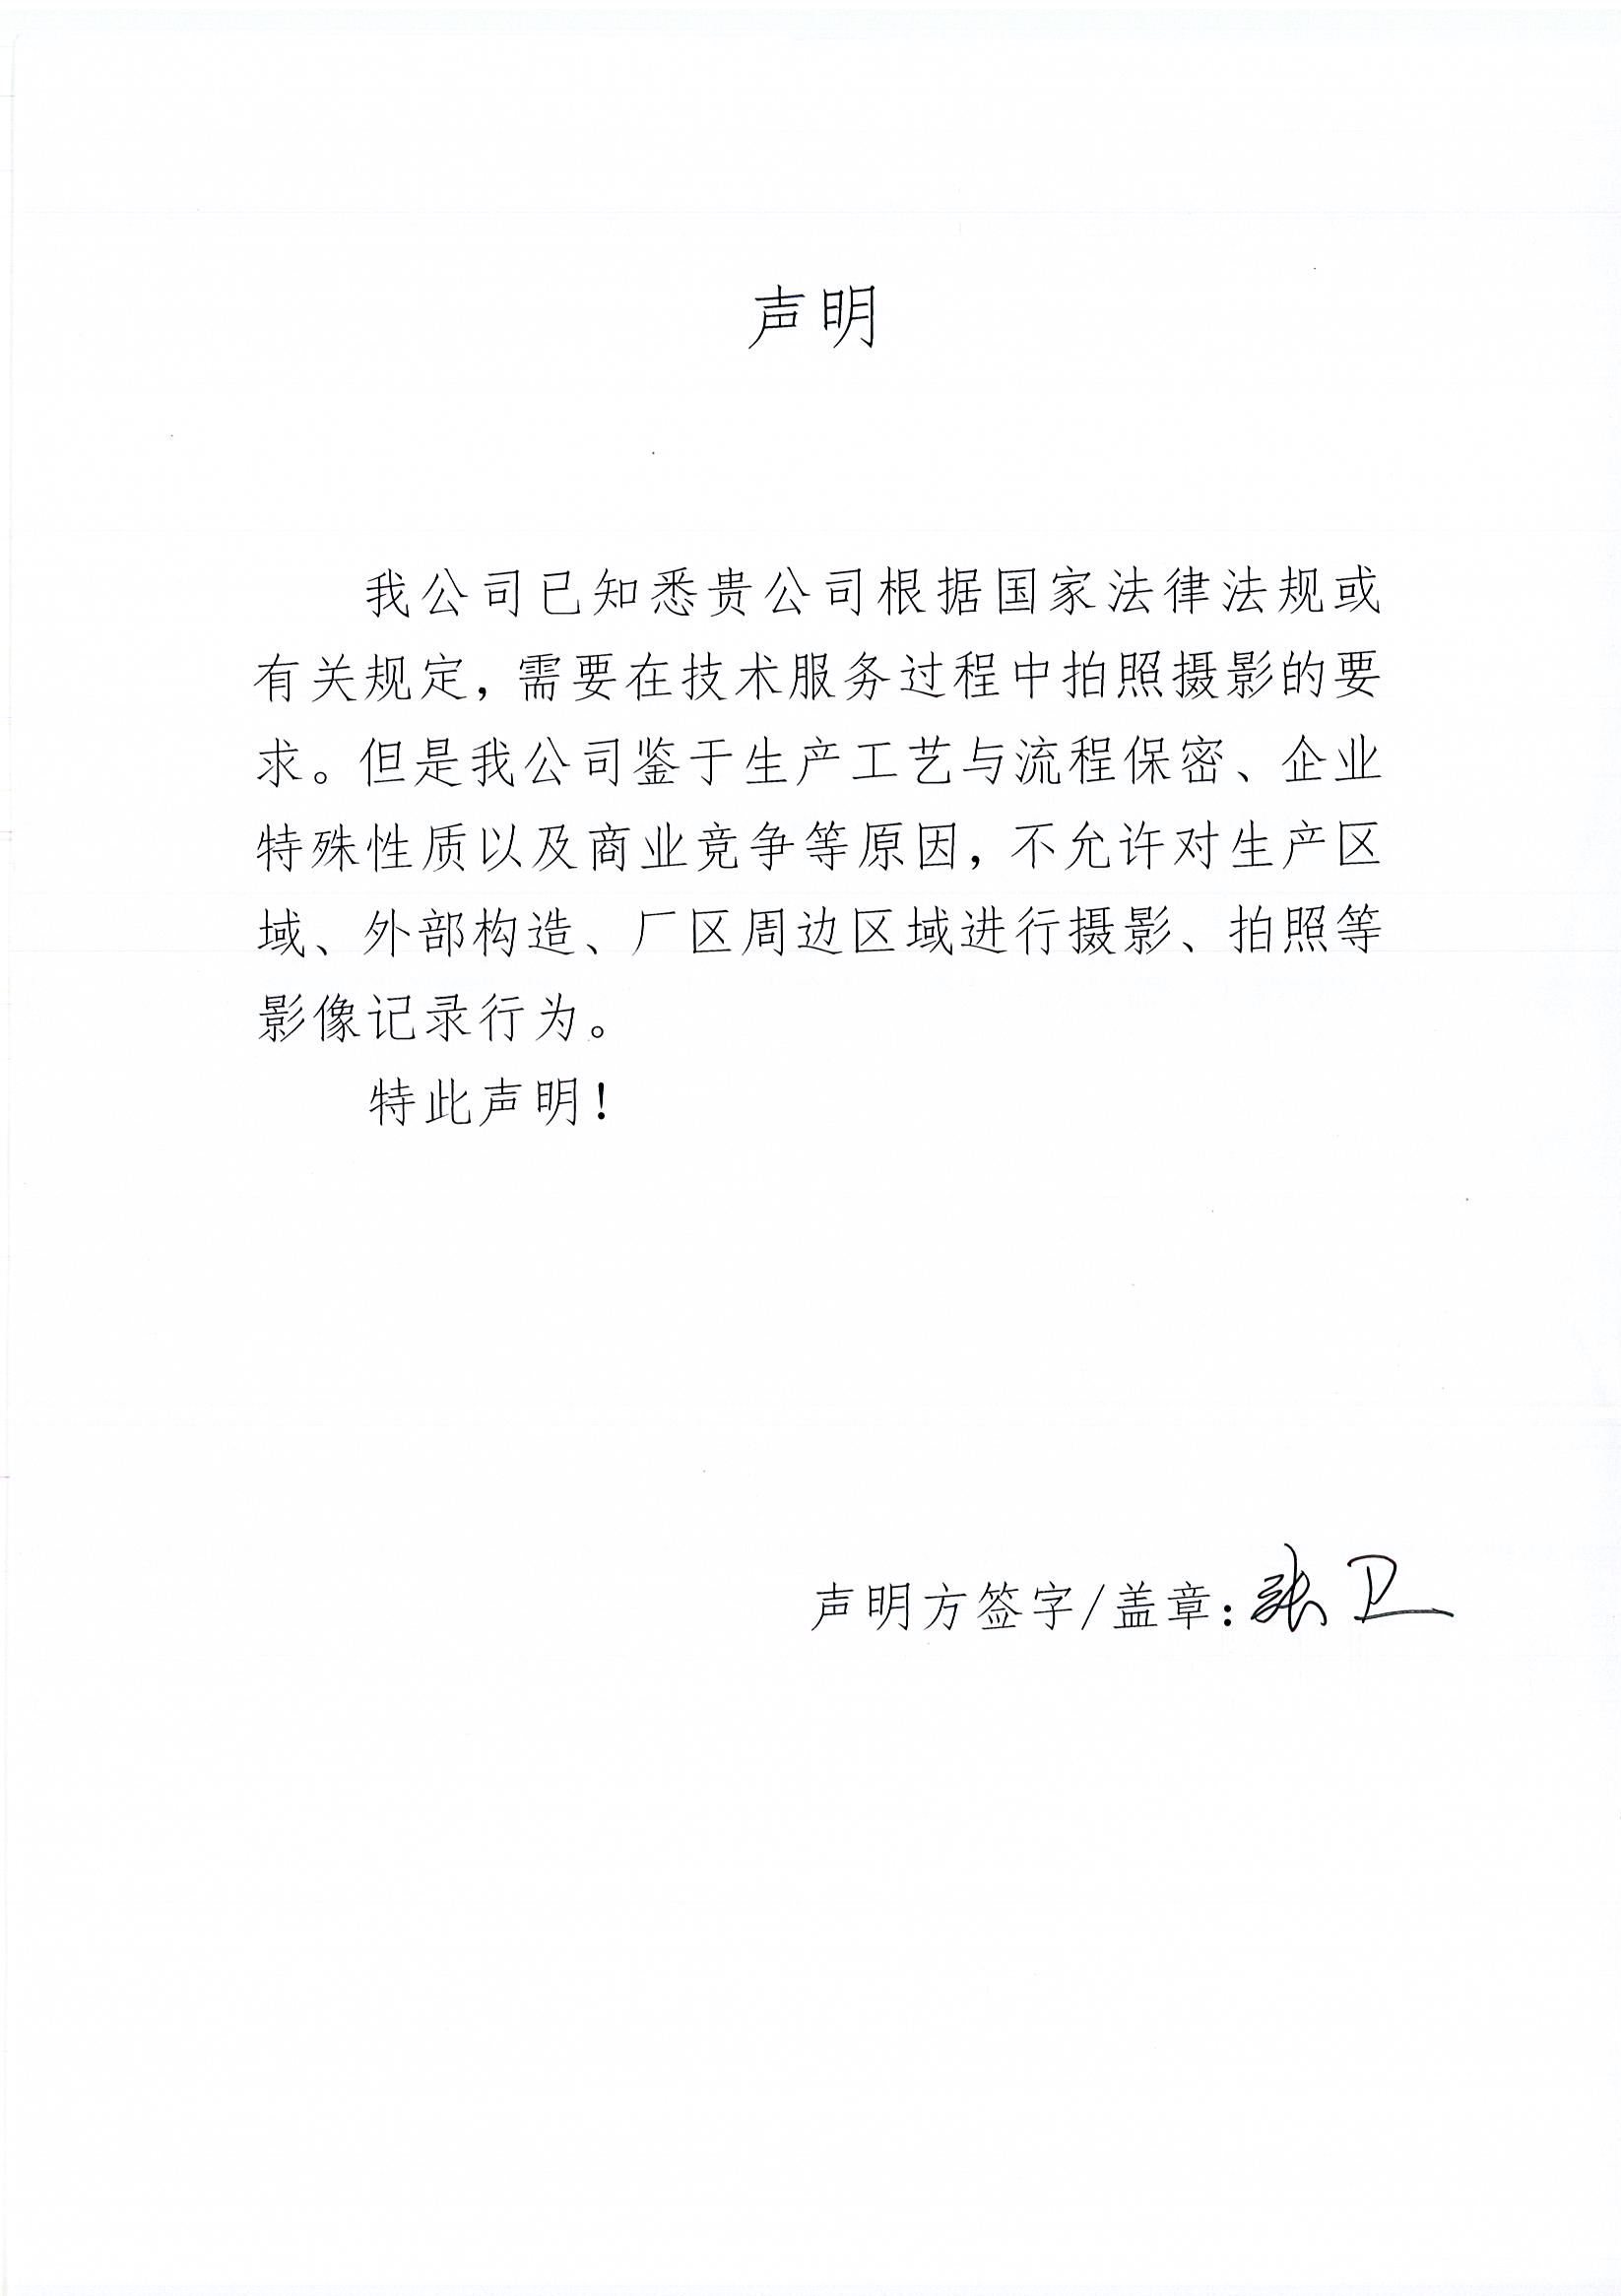 声明
我公司已知悉贵公司根据国家法律法规或
有关规定，需要在技术服务过程中拍照摄影的要
求。但是我公司鉴于生产工艺与流程保密、企业
特殊性质以及商业竞争等原因，不允许对生产区
域、外部构造、厂区周边区域进行摄影、拍照等
影像记录行为。
特此声明！
声明方签字/盖章：张卫